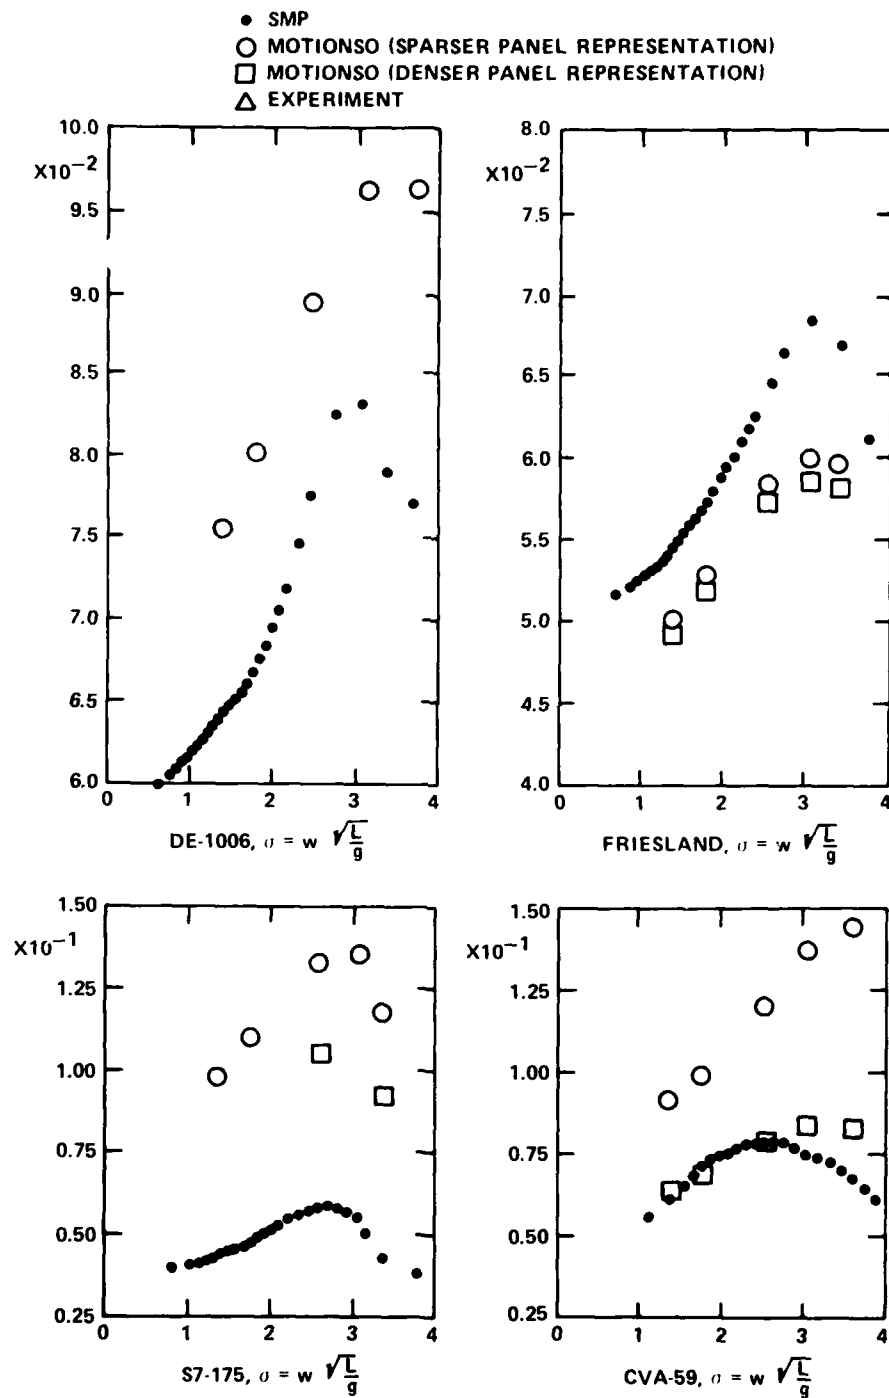 SMP
MOTIONSO (SPARSER PANEL REPRESENTATION)
MOTIONSO (DENSER PANEL REPRESENTATION)
EXPERIMENT
10.0
X10−2
9.5
9.0
8.5
8.0
7.5
7.0
6.5
6.0
0 1 2 3 4
DE-1006, σ = w √L/g
8.0
X10−2
7.5
7.0
6.5
6.0
5.5
5.0
4.5
4.0
0 1 2 3 4
FRIESLAND, σ = w √L/g
1.50
X10−1
1.25
1.00
0.75
0.50
0.25
0 1 2 3 4
S7-175, σ = w √L/g
1.50
X10−1
1.25
1.00
0.75
0.50
0.25
0 1 2 3 4
CVA-59, σ = w √L/g